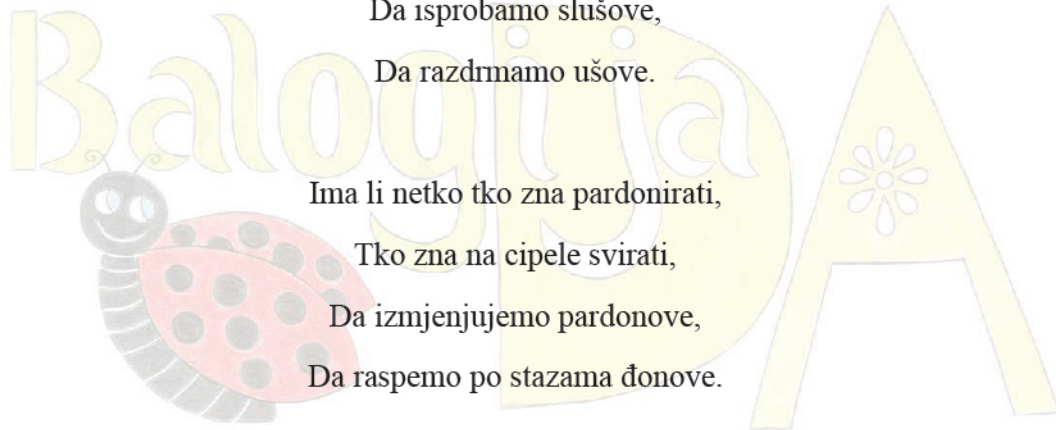 Da isprobamo slušove,
Da razdrmamo ušove.
Balogija
DA
Ima li netko tko zna pardonirati,
Tko zna na cipele svirati,
Da izmjenjujemo pardonove,
Da raspemo po stazama đonove.